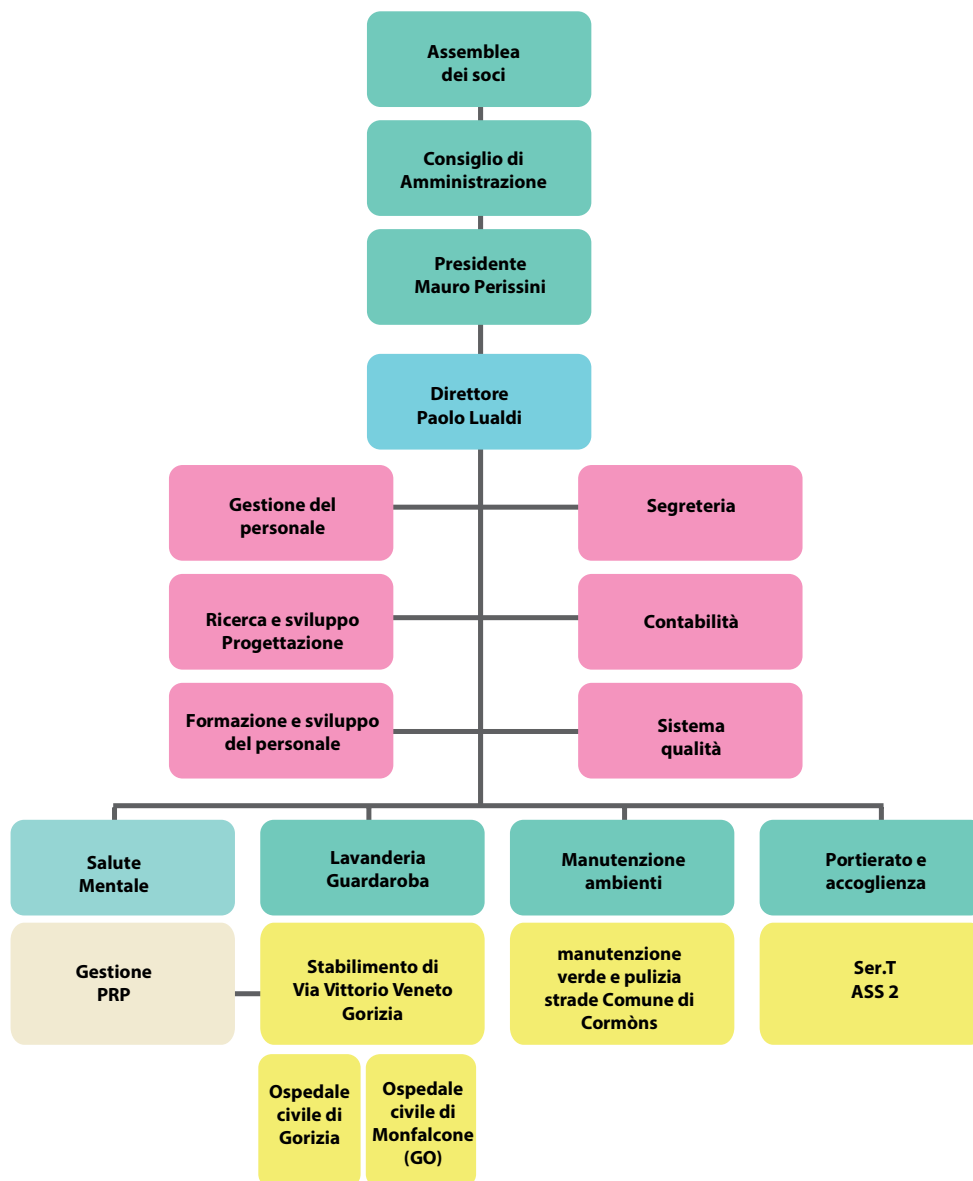 Assemblea
dei soci
Consiglio di
Amministrazione
Presidente
Mauro Perissini
Direttore
Paolo Lualdi
Gestione del
personale
Segreteria
Ricerca e sviluppo
Progettazione
Contabilità
Formazione e sviluppo
del personale
Sistema
qualità
Salute
Mentale
Lavanderia
Guardaroba
Manutenzione
ambienti
Portierato e
accoglienza
Gestione
PRP
Stabilimento di
Via Vittorio Veneto
Gorizia
manutenzione
verde e pulizia
strade Comune di
Cormòns
Ser.T
ASS 2
Ospedale
civile di
Gorizia
Ospedale
civile di
Monfalcone
(GO)